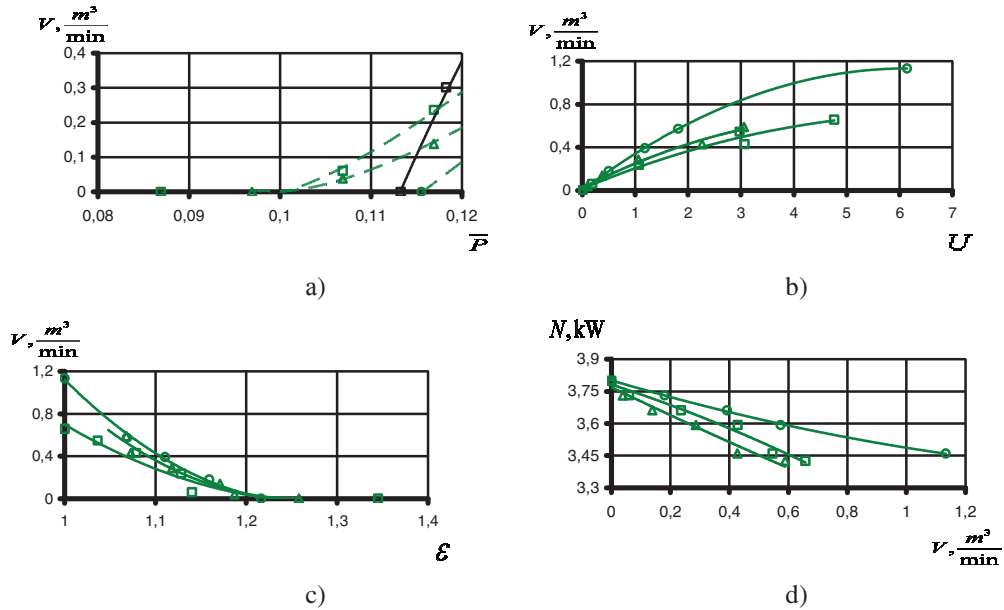 V, m³/min
0,4
0,3
0,2
0,1
0
0,08 0,09 0,1 0,11 0,12
P
a)
V, m³/min
1,2
0,8
0,4
0
0 1 2 3 4 5 6 7
U
b)
V, m³/min
1,2
0,8
0,4
0
1 1,1 1,2 1,3 1,4
ε
c)
N,kW
3,9
3,75
3,6
3,45
3,3
0 0,2 0,4 0,6 0,8 1 1,2
V, m³/min
d)